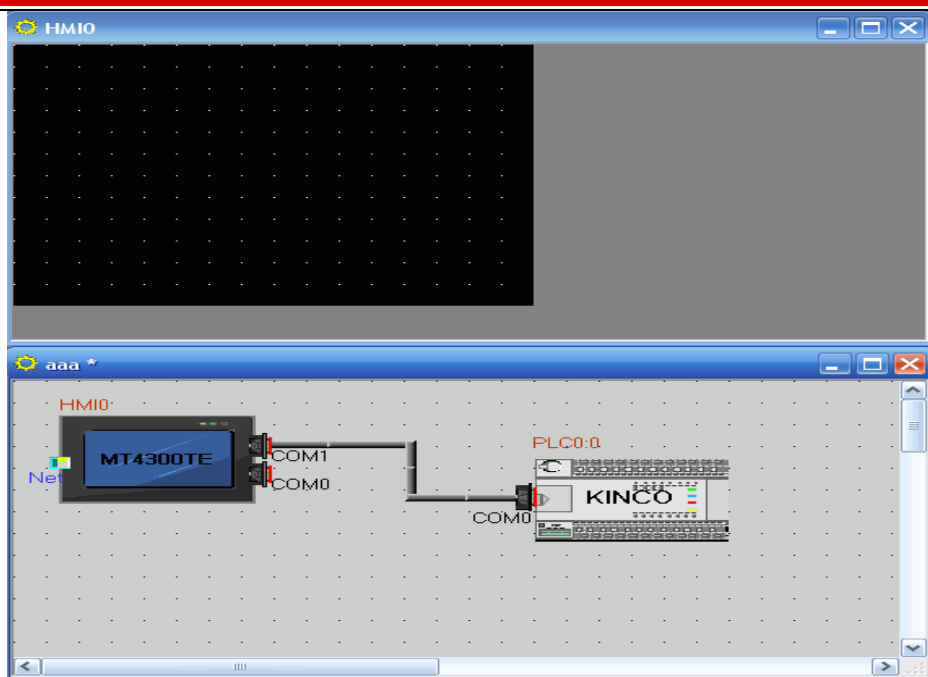 HMI0
aaa *
HMI0
MT4300TE
COM1
Net
COM0
PLC0:0
KINCO
COM0